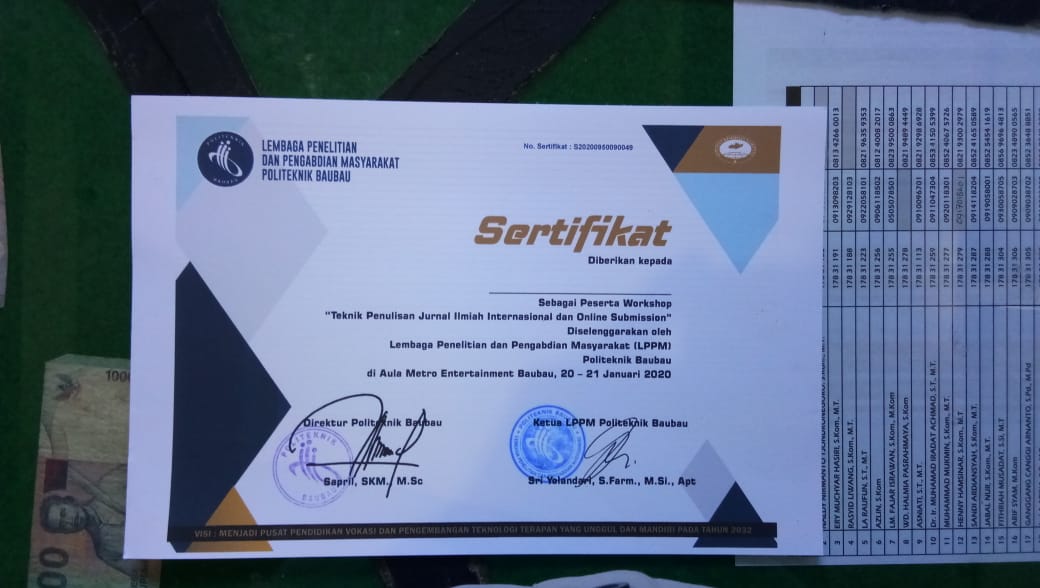 LEMBAGA PENELITIAN
DAN PENGABDIAN MASYARAKAT
POLITEKNIK BAUBAU
No. Sertifikat : S20200950090049
Sertifikat
Diberikan kepada
Sebagai Peserta Workshop
"Teknik Penulisan Jurnal Ilmiah Internasional dan Online Submission"
Diselenggarakan oleh
Lembaga Penelitian dan Pengabdian Masyarakat (LPPM)
Politeknik Baubau
di Aula Metro Entertainment Baubau, 20 – 21 Januari 2020
Direktur Politeknik Baubau
Ketua LPPM Politeknik Baubau
POLITEKNIK
BAUBAU
Sapril, SKM., M.Sc
Sri Yolandari, S.Farm., M.Si., Apt
VISI : MENJADI PUSAT PENDIDIKAN VOKASI DAN PENGEMBANGAN TEKNOLOGI TERAPAN YANG UNGGUL DAN MANDIRI PADA TAHUN 2032
3 ERY MUCHYAR HASIRI, S.Kom., M.T. 178 31 191 0913098203 0813 4266 0013
4 RASYID LIWANG, S.Kom., M.T. 178 31 188 0929128103
5 LA RAUFUN, S.T., M.T 178 31 223 0922058101 0821 9635 9353
6 AZLIN, S.Kom 178 31 256 0906118502 0812 4008 2017
7 LM. FAJAR ISRAWAN, S.Kom., M.Kom 178 31 255 0505078501 0823 9500 0863
8 WD. HALMIA FASRAHMAYA, S.Kom 178 31 278 0821 9489 4449
9 ASMATI, S.T., M.T. 178 31 113 0910096701 0821 9298 6928
10 Dr. Ir. MUHAMAD IRADAT ACHMAD, S.T., M.T. 178 31 259 0911047304 0853 4150 5399
11 MUHAMMAD MUKMIN, S.Kom., M.T. 178 31 277 0920118301 0852 4067 5726
12 HENNY HAMSINAR, S.Kom., M.T 178 31 279 0821 9300 2979
13 SANDI ABDIANSYAH, S.Kom., M.T. 178 31 287 0914118204 0852 4165 0589
14 JABAL NUR, S.Kom., M.T. 178 31 288 0919058001 0852 5454 1619
15 FITHRIAH MUSADAT, S.Si, M.T. 178 31 304 0930058705 0856 9696 4813
16 ARIF SYAM, M.Kom 178 31 306 0909028703 0823 4890 0565
17 GANGGANG CANGGI ARNANTO, S.Pd., M.Pd 178 31 305 0909038702 0852 3648 8851